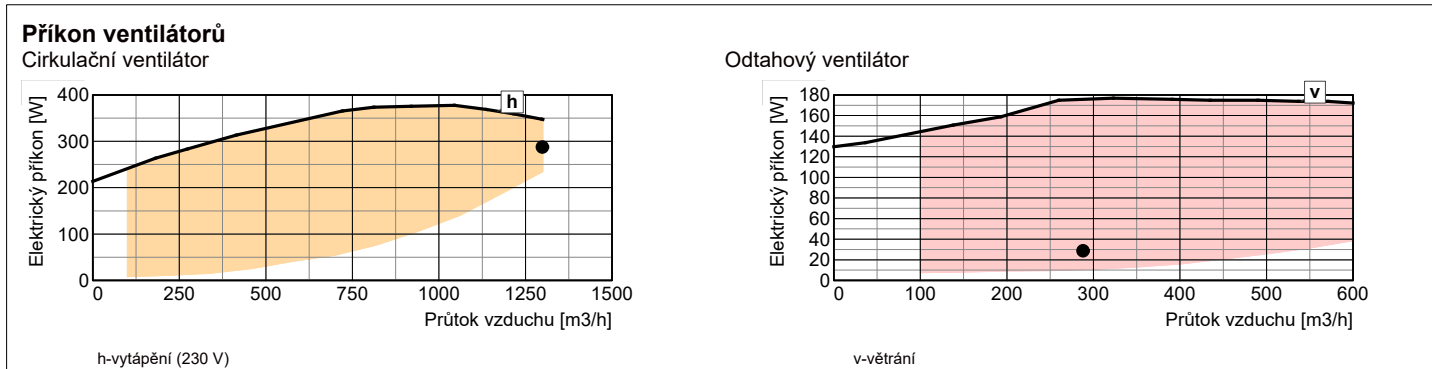 Příkon ventilátorů
Cirkulační ventilátor
Elektrický příkon [W]
400
300
200
100
0
h
0 250 500 750 1000 1250 1500
Průtok vzduchu [m3/h]
h-vytápění (230 V)
Odtahový ventilátor
Elektrický příkon [W]
180
160
140
120
100
80
60
40
20
0
v
0 100 200 300 400 500 600
Průtok vzduchu [m3/h]
v-větrání